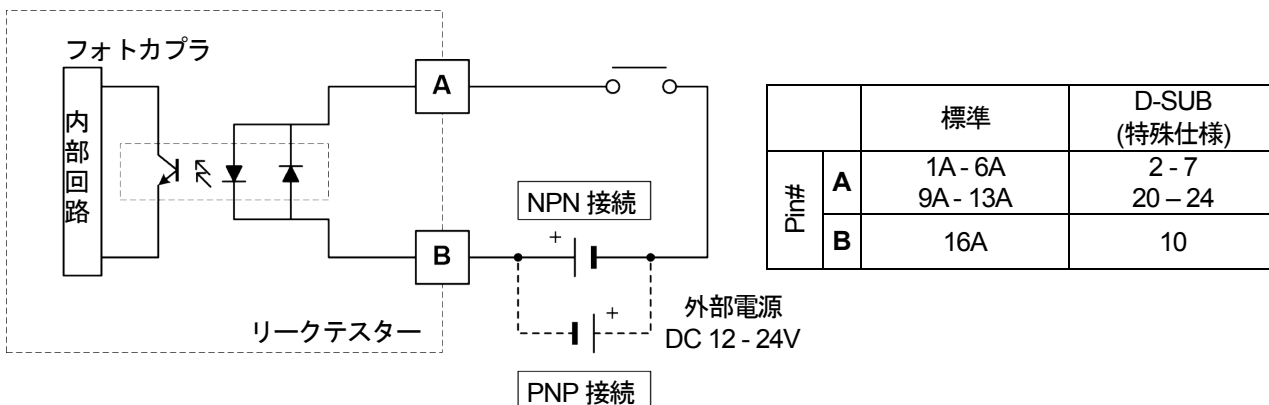 フォトカプラ
内部回路
A
B
NPN 接続
+
+
外部電源
DC 12 - 24V
リークテスター
PNP 接続
標準
D-SUB
(特殊仕様)
Pin#
A
1A - 6A
2 - 7
9A - 13A
20 – 24
B
16A
10